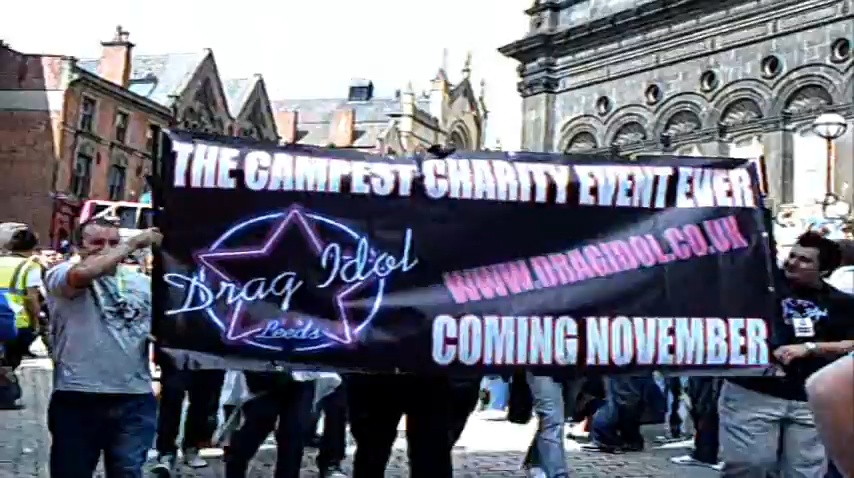 THE CAMPEST CHARITY EVENT EVER
Drag Idol
Leeds
WWW.DRAGIDOL.CO.UK
COMING NOVEMBER